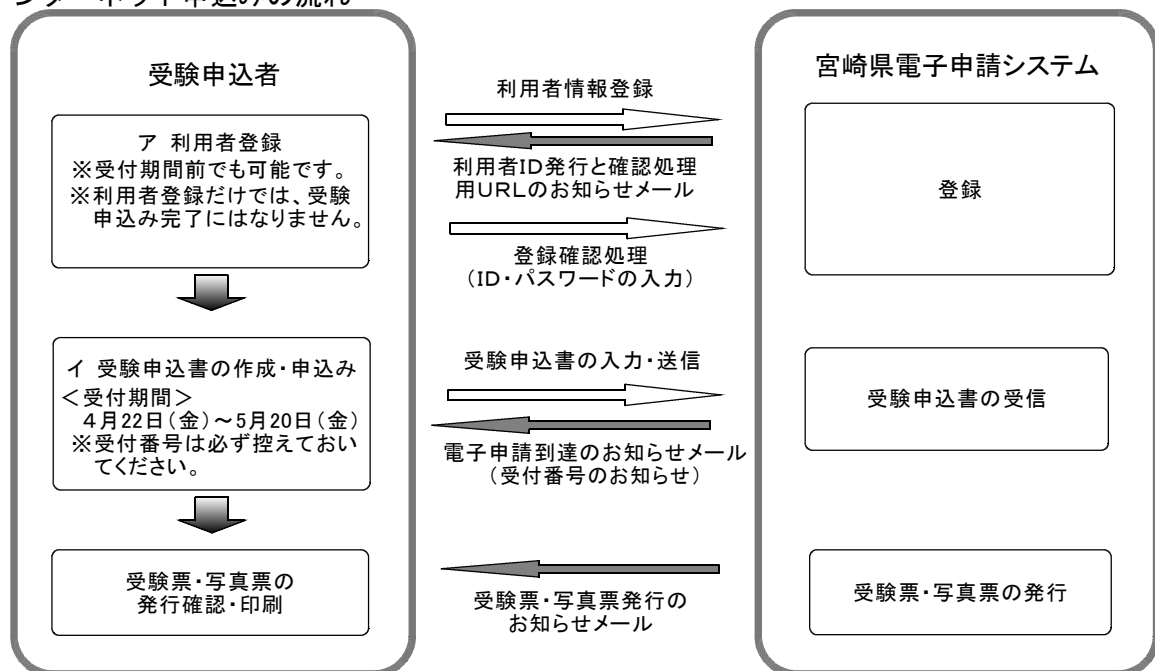 ンターネット申込みの流れ
受験申込者
ア 利用者登録
※受付期間前でも可能です。
※利用者登録だけでは、受験
申込み完了にはなりません。
イ 受験申込書の作成・申込み
<受付期間>
4月22日(金)~5月20日(金)
※受付番号は必ず控えておい
てください。
受験票・写真票の
発行確認・印刷
利用者情報登録
利用者ID発行と確認処理
用URLのお知らせメール
登録確認処理
(ID・パスワードの入力)
受験申込書の入力・送信
電子申請到達のお知らせメール
(受付番号のお知らせ)
受験票・写真票発行の
お知らせメール
宮崎県電子申請システム
登録
受験申込書の受信
受験票・写真票の発行